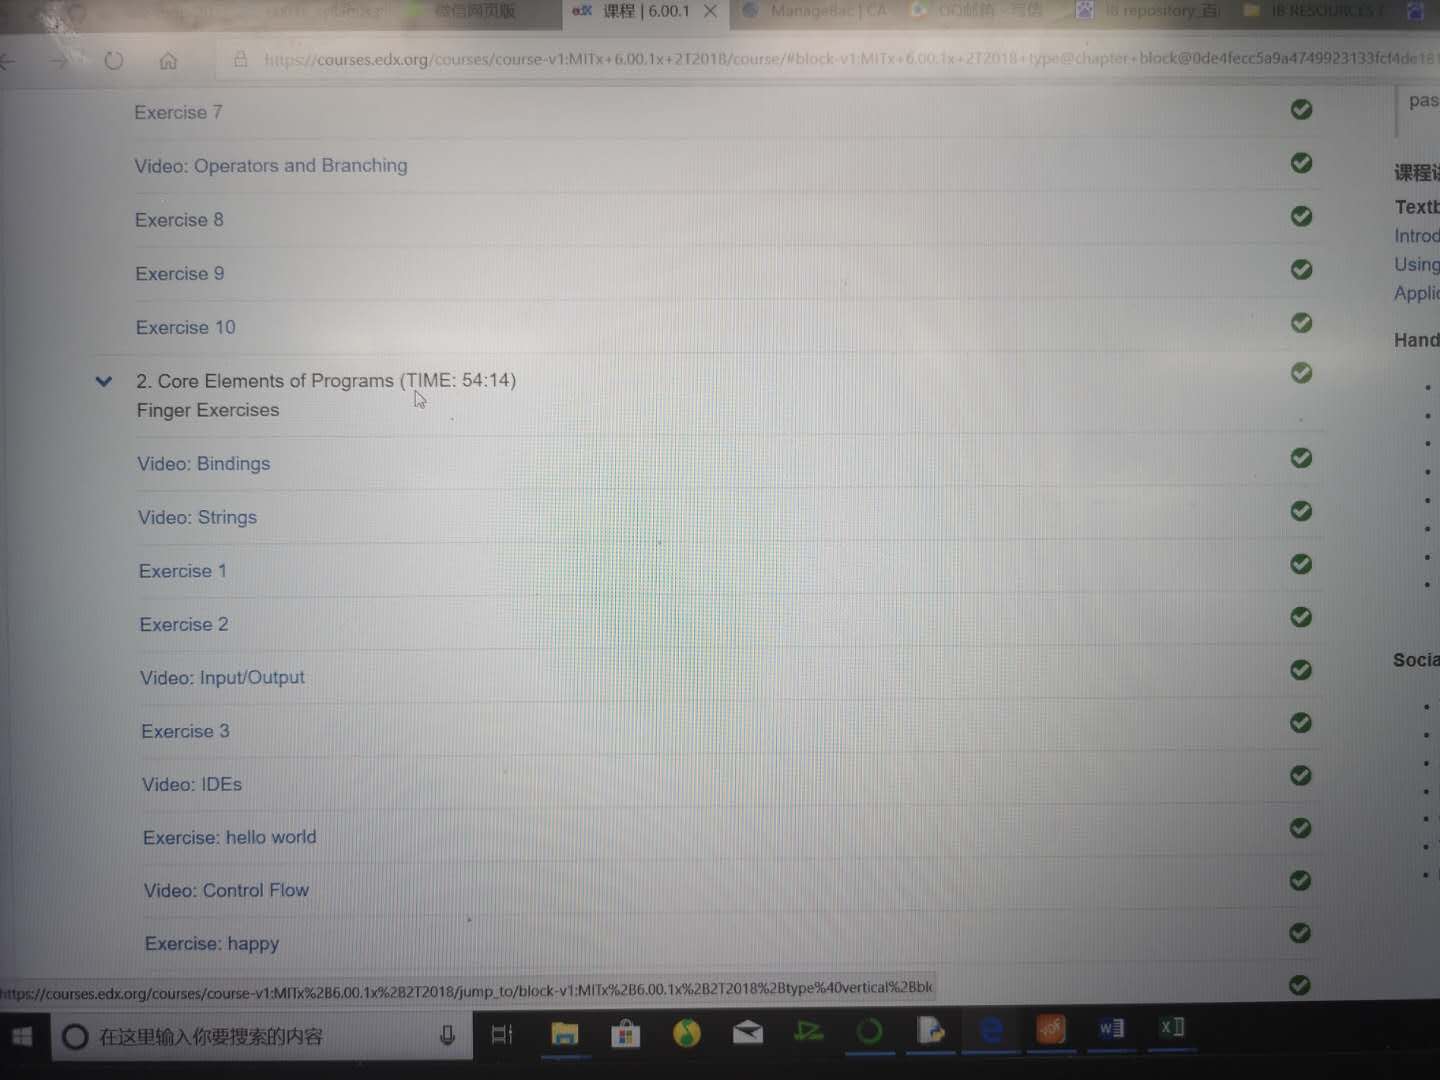 微信网页版
edX 课程 | 6.00.1
ManageBac | CA
QQ邮箱 - 写信
IB repository_百
IB RESOURCES
https://courses.edx.org/courses/course-v1:MITx+6.00.1x+2T2018/course/#block-v1:MITx+6.00.1x+2T2018+type@chapter+block@0de4fecc5a9a4749923133fcf4de181
Exercise 7
pas
Video: Operators and Branching
课程
Exercise 8
Textb
Introd
Exercise 9
Using
Applic
Exercise 10
Hand
2. Core Elements of Programs (TIME: 54:14)
Finger Exercises
Video: Bindings
Video: Strings
Exercise 1
Exercise 2
Video: Input/Output
Socia
Exercise 3
Video: IDEs
Exercise: hello world
Video: Control Flow
Exercise: happy
https://courses.edx.org/courses/course-v1:MITx%2B6.00.1x%2B2T2018/jump_to/block-v1:MITx%2B6.00.1x%2B2T2018%2Btype%40vertical%2Bblk
在这里输入你要搜索的内容